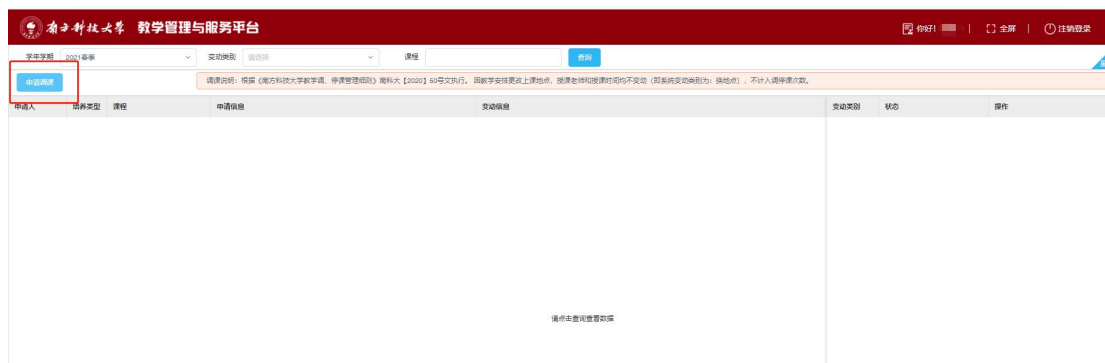 南方科技大学 教学管理与服务平台 你好! 全屏 注销登录
学年学期 2021春季 变动类别 请选择 课程 查询
申请调课 调课说明：根据《南方科技大学教学调、停课管理细则》南科大【2020】60号文执行。因教学安排更改上课地点，授课老师和授课时间均不变动（即系统变动类别为：换地点），不计入调停课次数。
申请人 培养类型 课程 申请信息 变动信息 变动类别 状态 操作
请点击查询查看数据